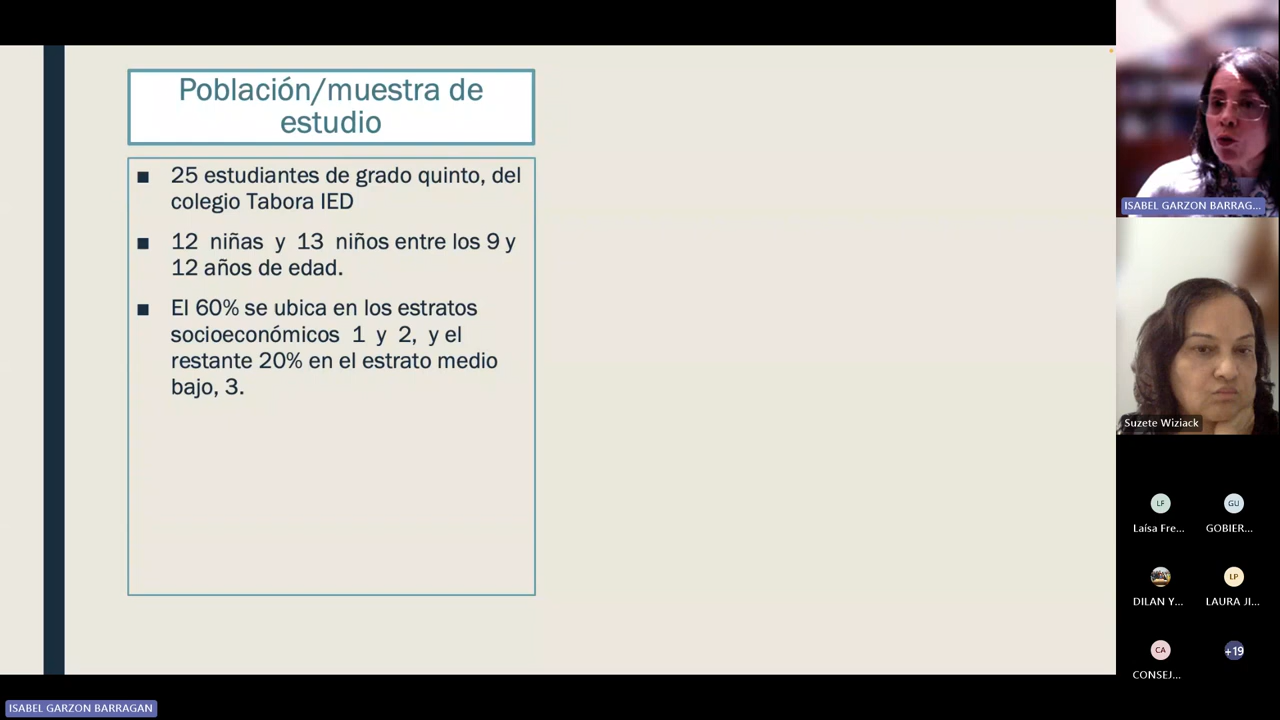 Población/muestra de
estudio
■ 25 estudiantes de grado quinto, del
colegio Tabora IED
■ 12 niñas y 13 niños entre los 9 y
12 años de edad.
■ El 60% se ubica en los estratos
socioeconómicos 1 y 2, y el
restante 20% en el estrato medio
bajo, 3.
ISABEL GARZON BARRAG...
Suzete Wiziack
LF
GU
Laísa Fre...
GOBIER...
LP
DILAN Y...
LAURA JI...
CA
+19
CONSEJ...
ISABEL GARZON BARRAGAN